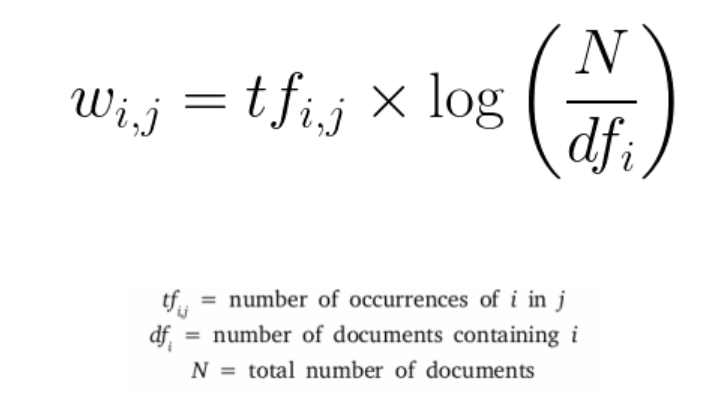 w_{i,j} = tf_{i,j} × log (N / df_i)
tf_{i,j} = number of occurrences of i in j
df_i = number of documents containing i
N = total number of documents